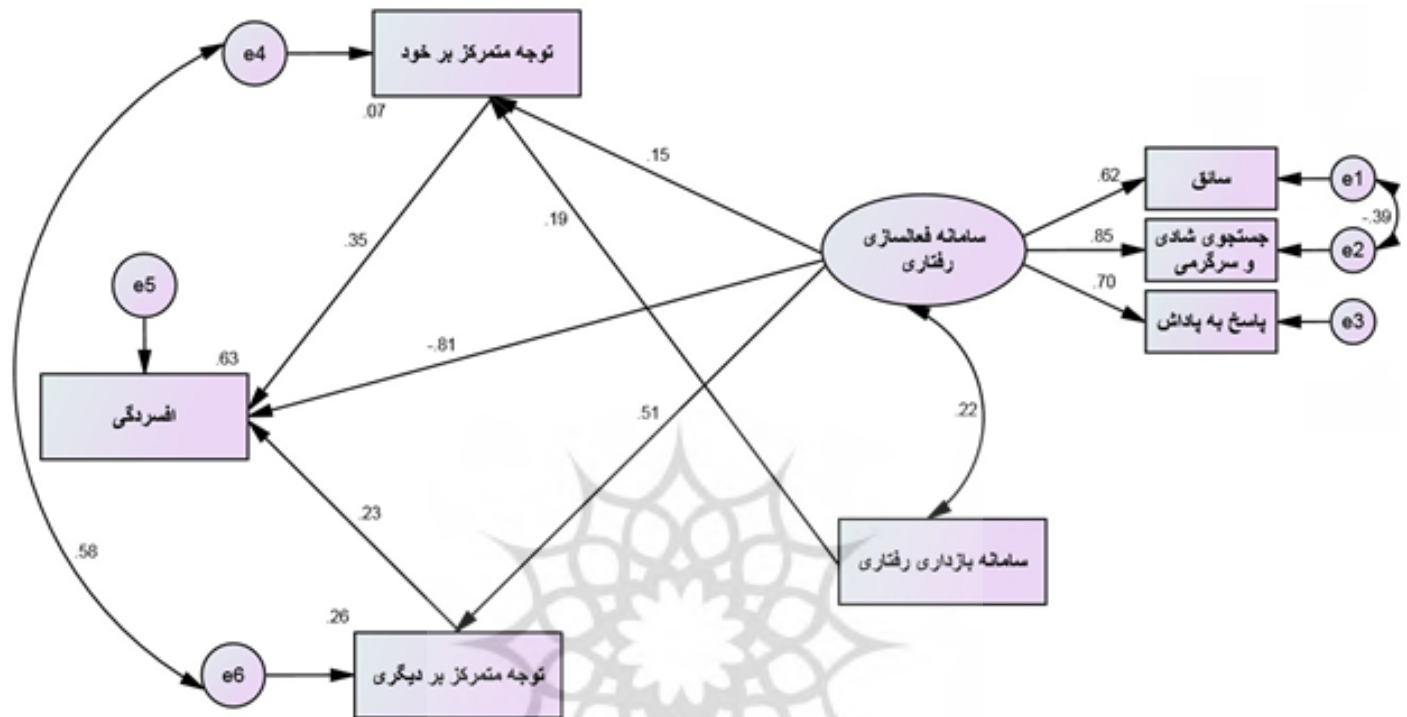 e4
توجه متمرکز بر خود
.07
.15
سائق
e1
.62
-.39
.19
سامانه فعالسازی
رفتاری
.85
جستجوی شادی
و سرگرمی
e2
.35
e5
.70
پاسخ به پاداش
e3
.63
-.81
افسردگی
.51
.22
.23
.58
سامانه بازداری رفتاری
.26
e6
توجه متمرکز بر دیگری